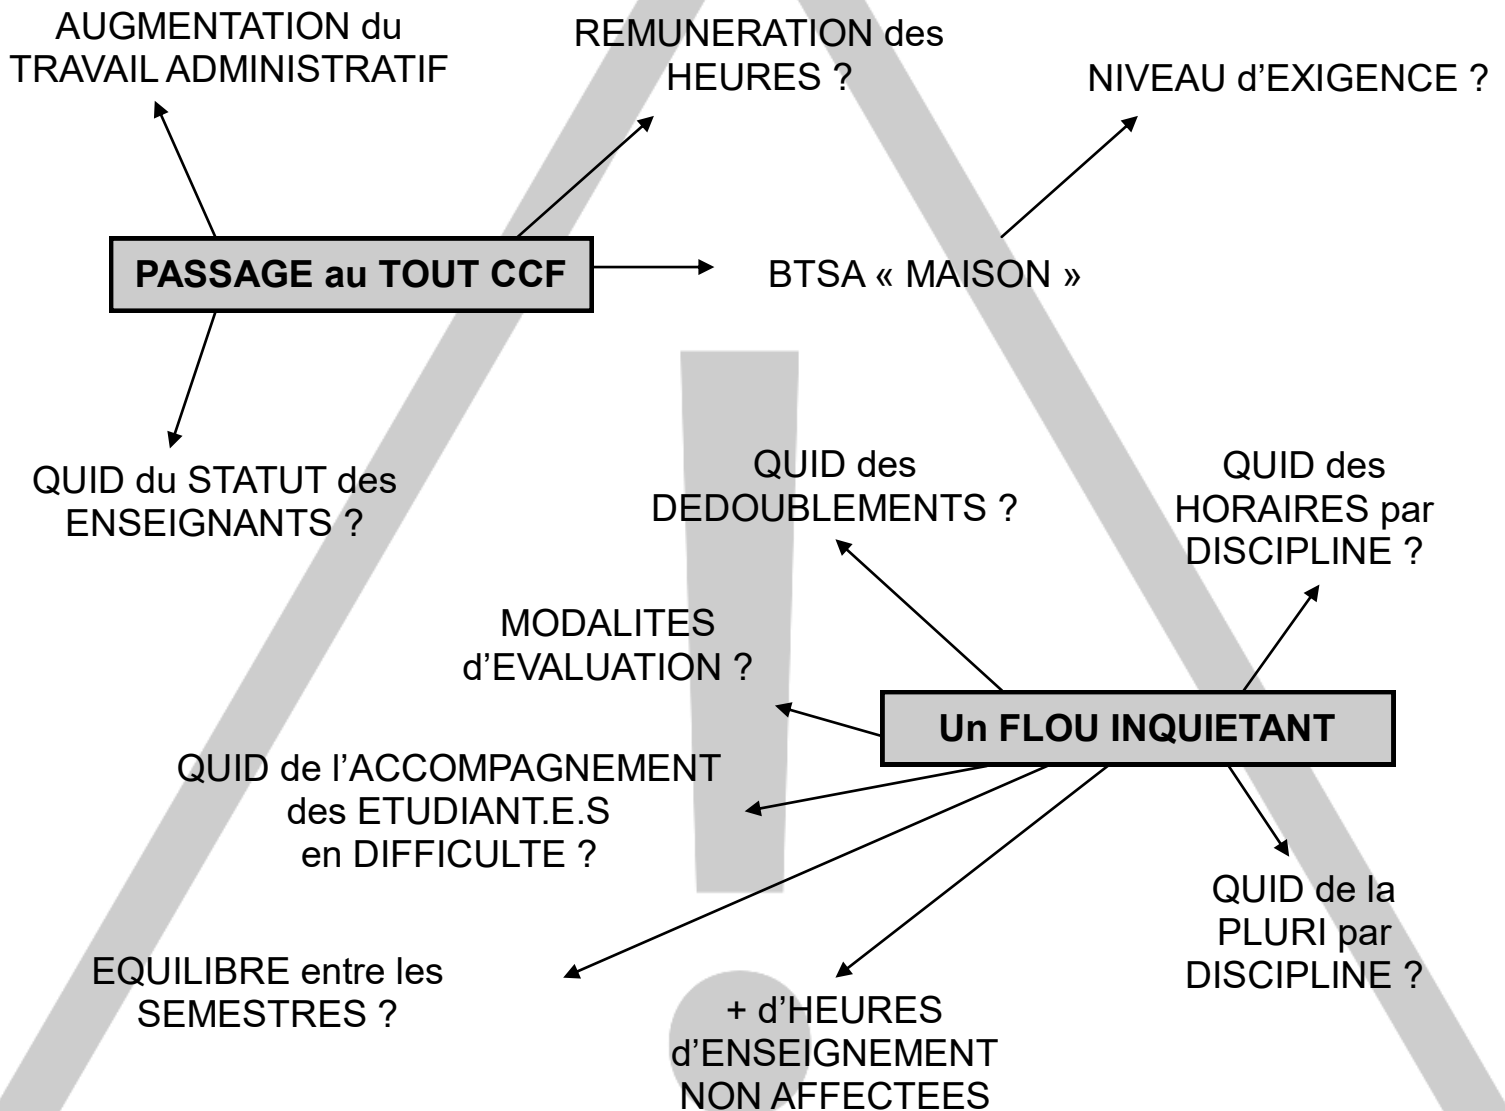 AUGMENTATION du
TRAVAIL ADMINISTRATIF
REMUNERATION des
HEURES ?
NIVEAU d'EXIGENCE ?
PASSAGE au TOUT CCF
BTSA « MAISON »
QUID du STATUT des
ENSEIGNANTS ?
QUID des
DEDOUBLEMENTS ?
QUID des
HORAIRES par
DISCIPLINE ?
MODALITES
d'EVALUATION ?
Un FLOU INQUIETANT
QUID de l'ACCOMPAGNEMENT
des ETUDIANT.E.S
en DIFFICULTE ?
QUID de la
PLURI par
DISCIPLINE ?
EQUILIBRE entre les
SEMESTRES ?
+ d'HEURES
d'ENSEIGNEMENT
NON AFFECTEES